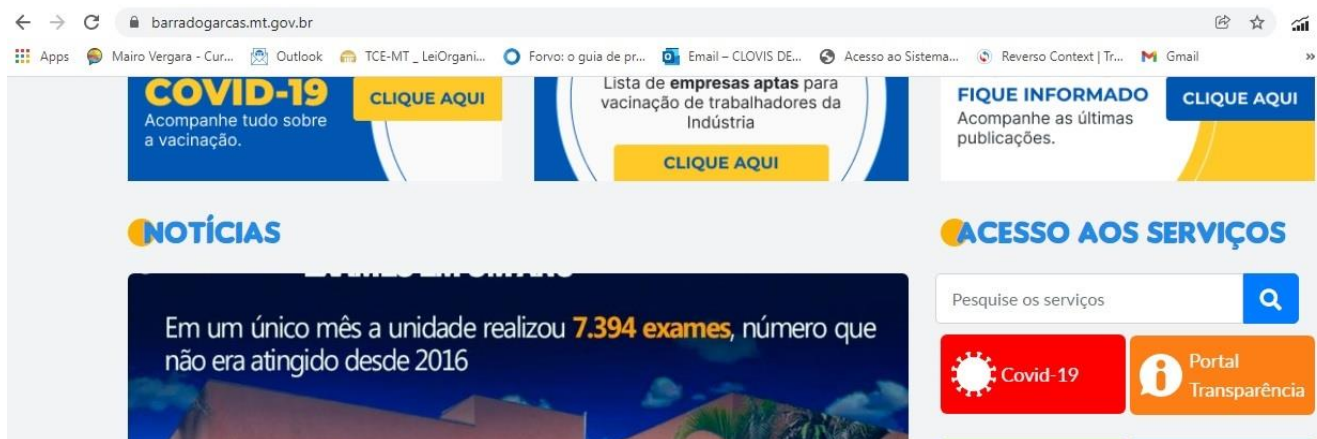 barradogarcas.mt.gov.br
Apps Mairo Vergara - Cur... Outlook TCE-MT _ LeiOrgani... Forvo: o guia de pr... Email – CLOVIS DE... Acesso ao Sistema... Reverso Context | Tr... Gmail »
COVID-19
Acompanhe tudo sobre
a vacinação.
CLIQUE AQUI
Lista de empresas aptas para
vacinação de trabalhadores da
Indústria
CLIQUE AQUI
FIQUE INFORMADO
Acompanhe as últimas
publicações.
CLIQUE AQUI
NOTÍCIAS
Em um único mês a unidade realizou 7.394 exames, número que
não era atingido desde 2016
ACESSO AOS SERVIÇOS
Pesquise os serviços
Covid-19
Portal
Transparência